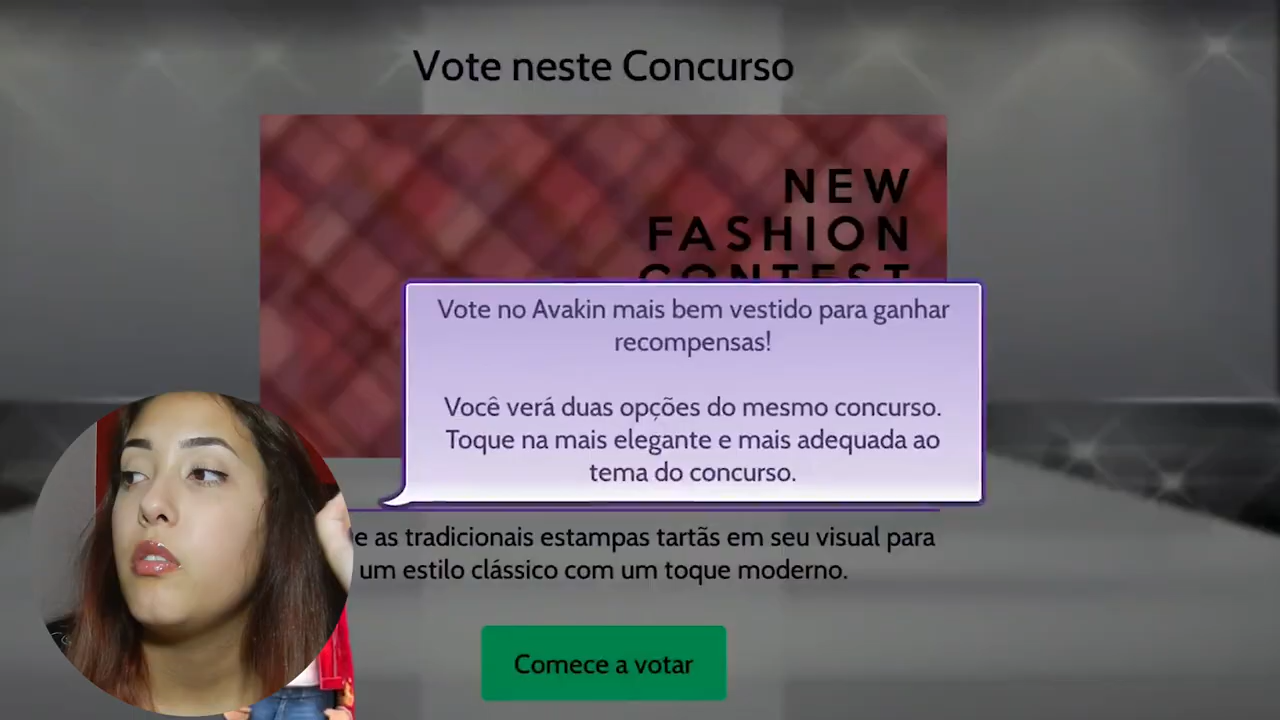 Vote neste Concurso
NEW
FASHION
CONTEST
Vote no Avakin mais bem vestido para ganhar
recompensas!
Você verá duas opções do mesmo concurso.
Toque na mais elegante e mais adequada ao
tema do concurso.
as tradicionais estampas tartãs em seu visual para
um estilo clássico com um toque moderno.
Comece a votar